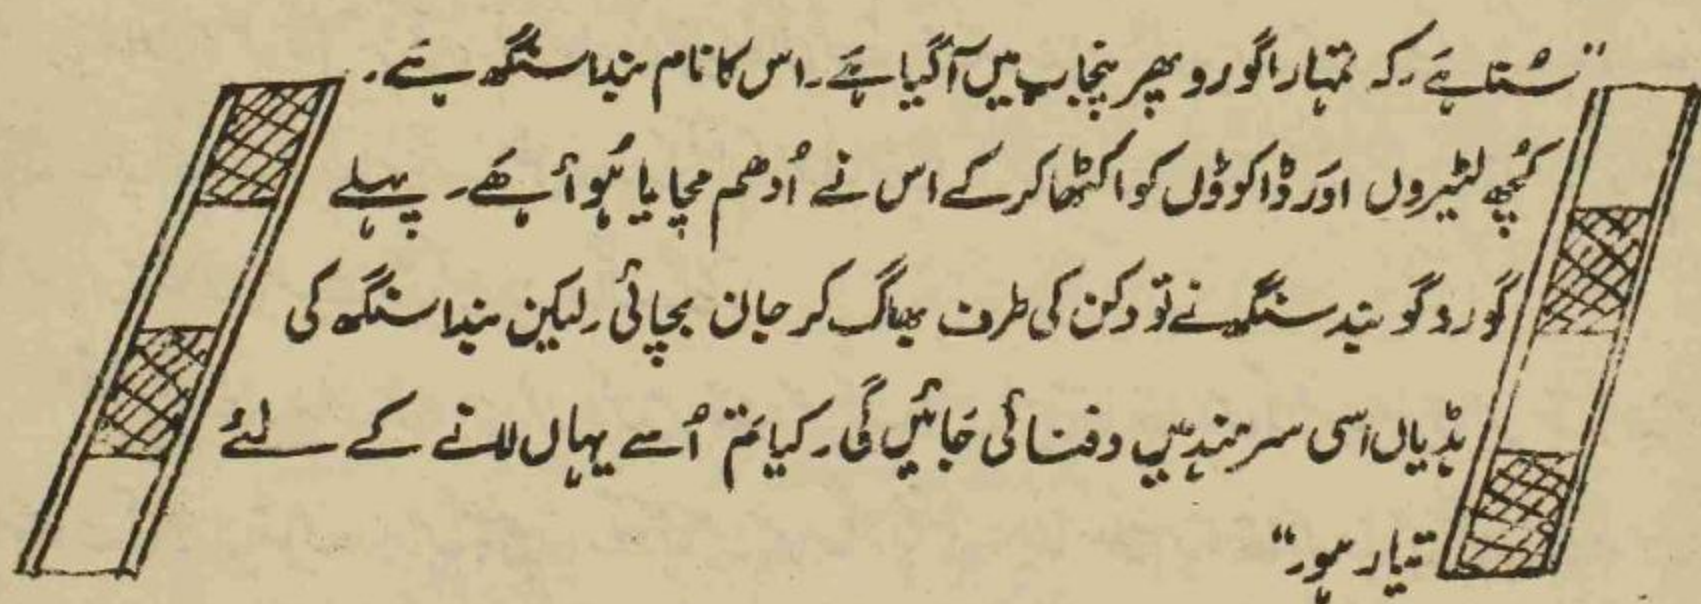 "سُنتا ہے۔ کہ تمہارا گورو پھر پنجاب میں آ گیا ہے۔ اس کا نام بندا سنگھ ہے۔
کُچھ لٹیروں اور ڈاکوؤں کو اکٹھا کر کے اس نے اُدھم مچایا ہُوأ ہے۔ پہلے
گورو گوبند سنگھ نے تو دکن کی طرف بھاگ کر جان بچائی۔ لیکن بندا سنگھ کی
ہڈیاں اسی سرہند میں دفنائی جائیں گی۔ کیا تم اُسے یہاں لانے کے لئے
تیار ہو۔"